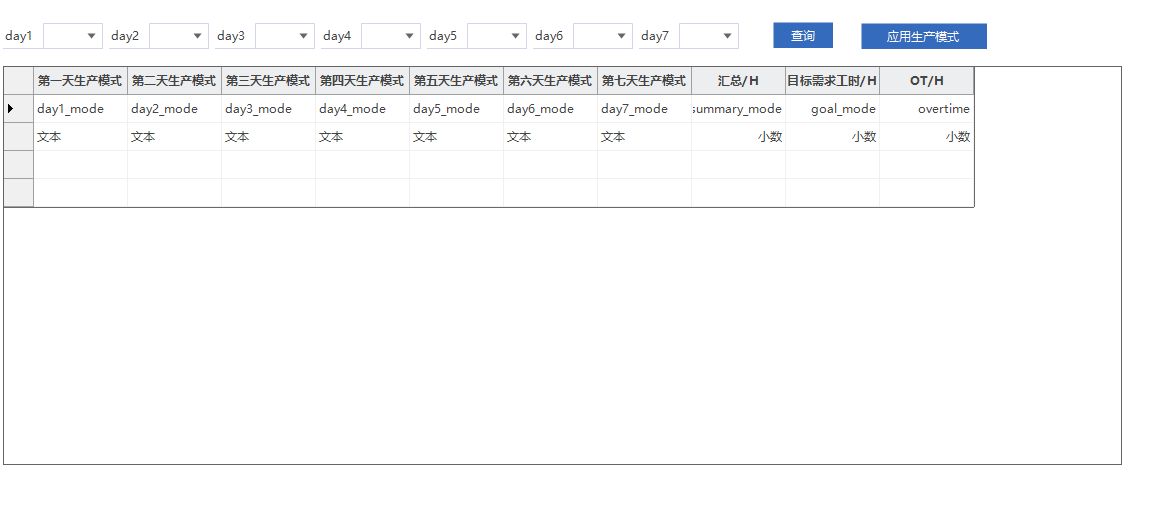 day1 day2 day3 day4 day5 day6 day7 查询 应用生产模式
第一天生产模式 第二天生产模式 第三天生产模式 第四天生产模式 第五天生产模式 第六天生产模式 第七天生产模式 汇总/H 目标需求工时/H OT/H
day1_mode day2_mode day3_mode day4_mode day5_mode day6_mode day7_mode summary_mode goal_mode overtime
文本 文本 文本 文本 文本 文本 文本 小数 小数 小数